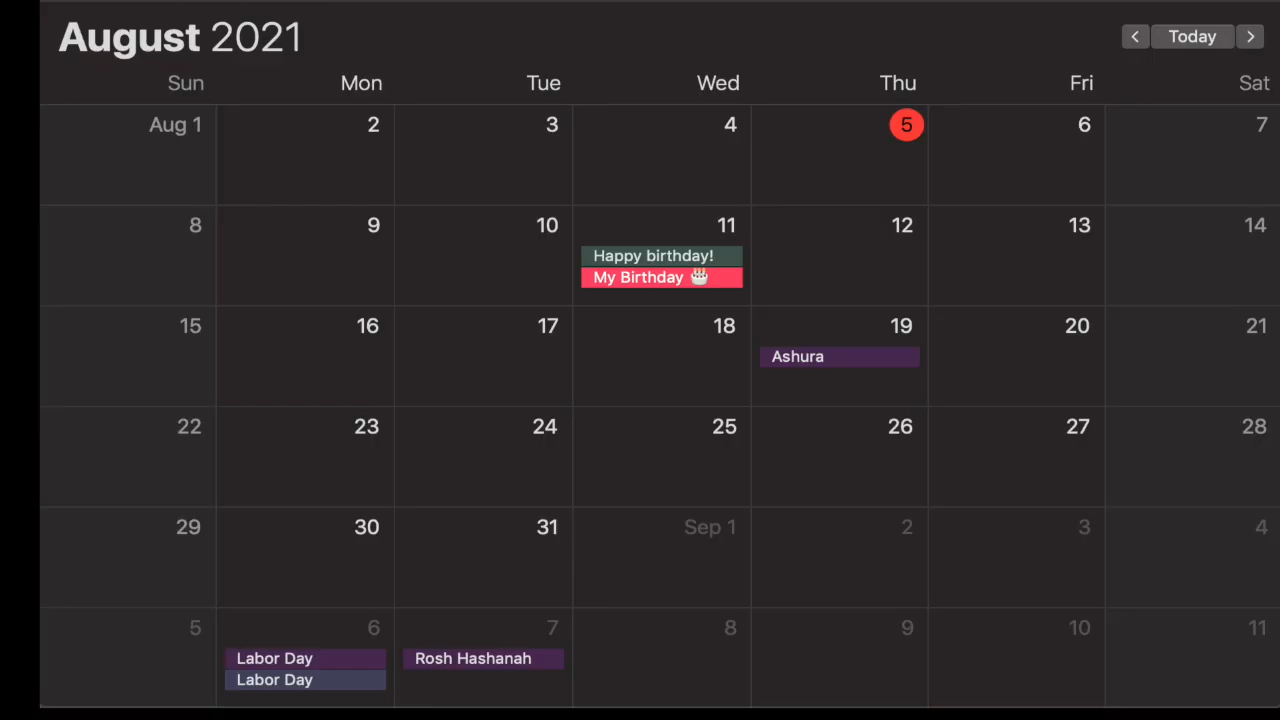 August 2021
< Today >
Sun Mon Tue Wed Thu Fri Sat
Aug 1 2 3 4 5 6 7
8 9 10 11 12 13 14
Happy birthday!
My Birthday 🎂
15 16 17 18 19 20 21
Ashura
22 23 24 25 26 27 28
29 30 31 Sep 1 2 3 4
5 6 7 8 9 10 11
Labor Day Rosh Hashanah
Labor Day